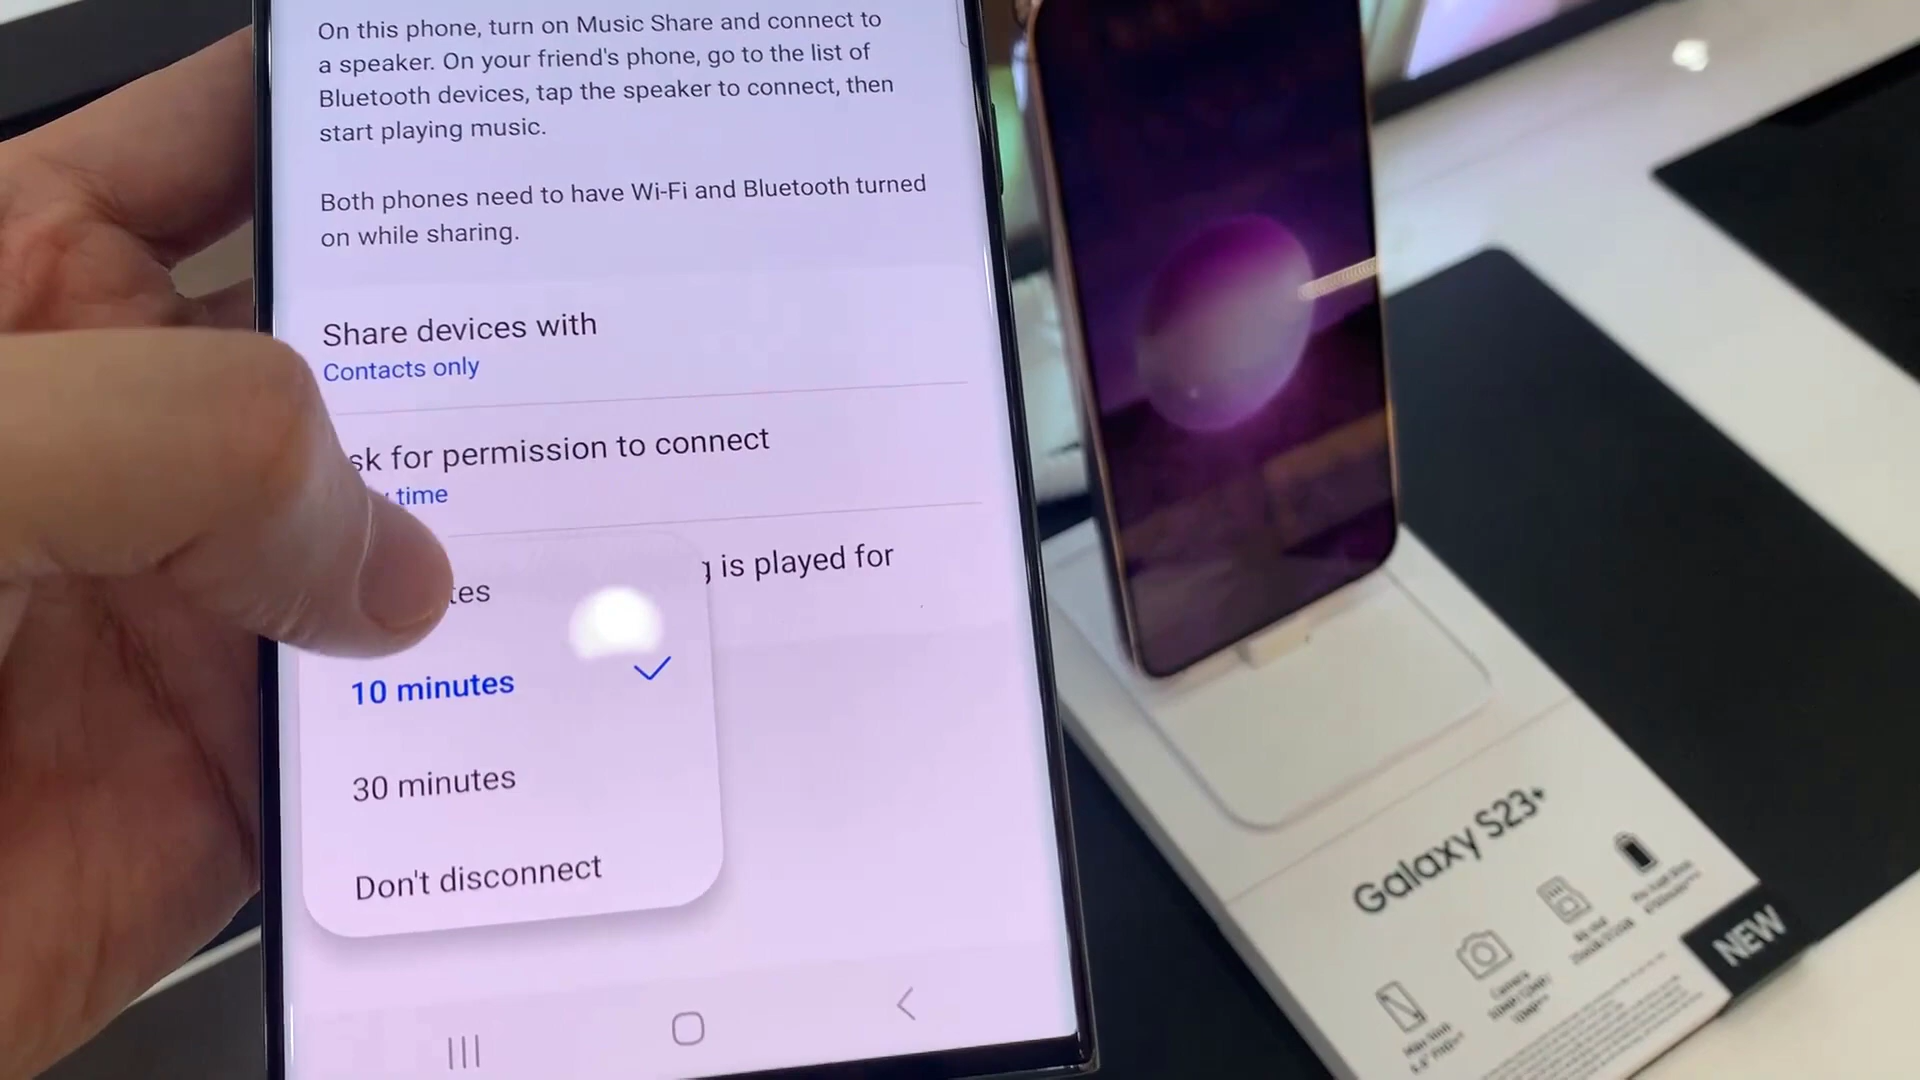 On this phone, turn on Music Share and connect to
a speaker. On your friend's phone, go to the list of
Bluetooth devices, tap the speaker to connect, then
start playing music.
Both phones need to have Wi-Fi and Bluetooth turned
on while sharing.
Share devices with
Contacts only
sk for permission to connect
time
is played for
tes
10 minutes
30 minutes
Don't disconnect
Galaxy S23+
Camera
NEW